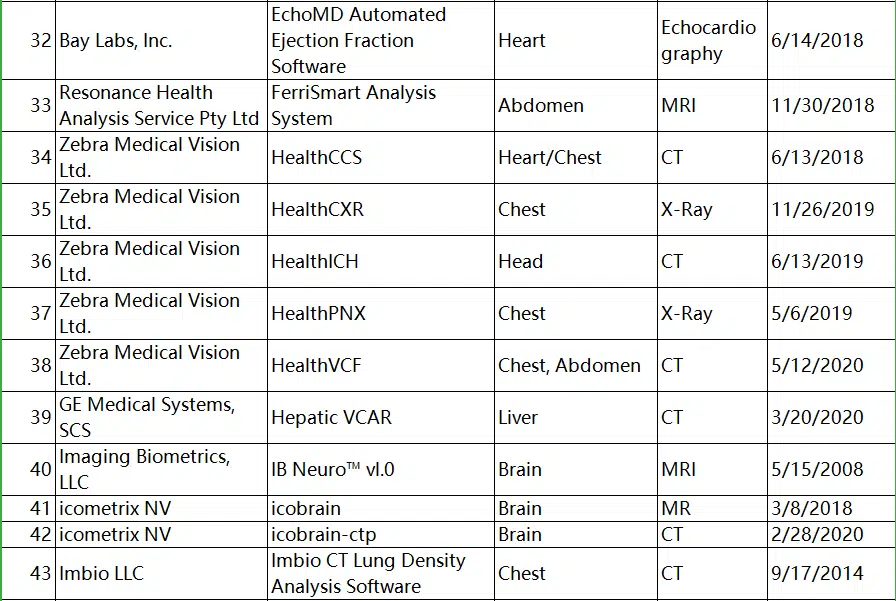 32 Bay Labs, Inc. EchoMD Automated Ejection Fraction Software Heart Echocardiography 6/14/2018
33 Resonance Health Analysis Service Pty Ltd FerriSmart Analysis System Abdomen MRI 11/30/2018
34 Zebra Medical Vision Ltd. HealthCCS Heart/Chest CT 6/13/2018
35 Zebra Medical Vision Ltd. HealthCXR Chest X-Ray 11/26/2019
36 Zebra Medical Vision Ltd. HealthICH Head CT 6/13/2019
37 Zebra Medical Vision Ltd. HealthPNX Chest X-Ray 5/6/2019
38 Zebra Medical Vision Ltd. HealthVCF Chest, Abdomen CT 5/12/2020
39 GE Medical Systems, SCS Hepatic VCAR Liver CT 3/20/2020
40 Imaging Biometrics, LLC IB Neuro™ vl.0 Brain MRI 5/15/2008
41 icometrix NV icobrain Brain MR 3/8/2018
42 icometrix NV icobrain-ctp Brain CT 2/28/2020
43 Imbio LLC Imbio CT Lung Density Analysis Software Chest CT 9/17/2014